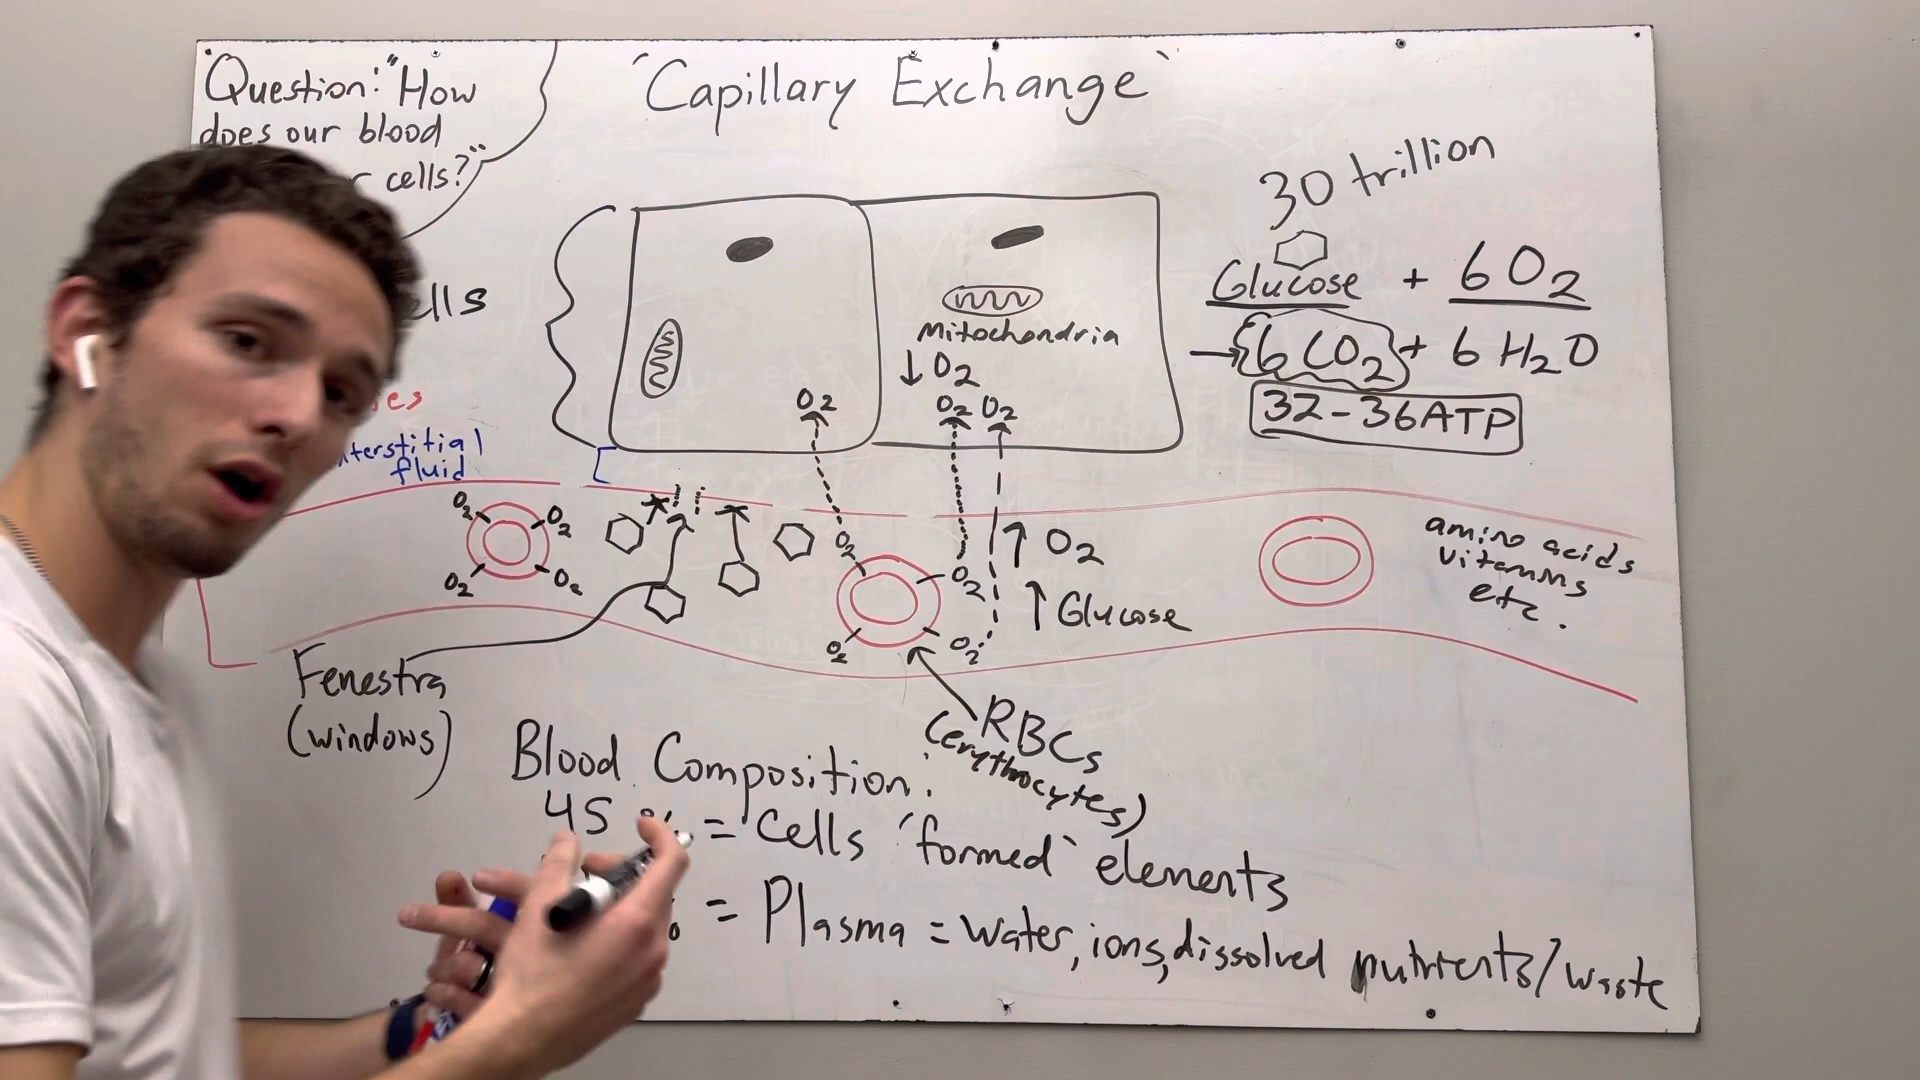 Question: "How
does our blood
r cells?"
`Capillary Exchange`
30 trillion
Glucose + 6O2
→ 6CO2 + 6H2O
32-36ATP
ells
es
terstitial
fluid
Mitochondria
↓ O2
O2
O2 O2
O2 O2
O2 O2
O2
O2
O2 O2
↑ O2
↑ Glucose
amino acids
vitamins
etc.
Fenestra
(windows)
RBCs
(erythrocytes)
Blood Composition:
45 % = Cells `formed` elements
% = Plasma = water, ions, dissolved nutrients/waste